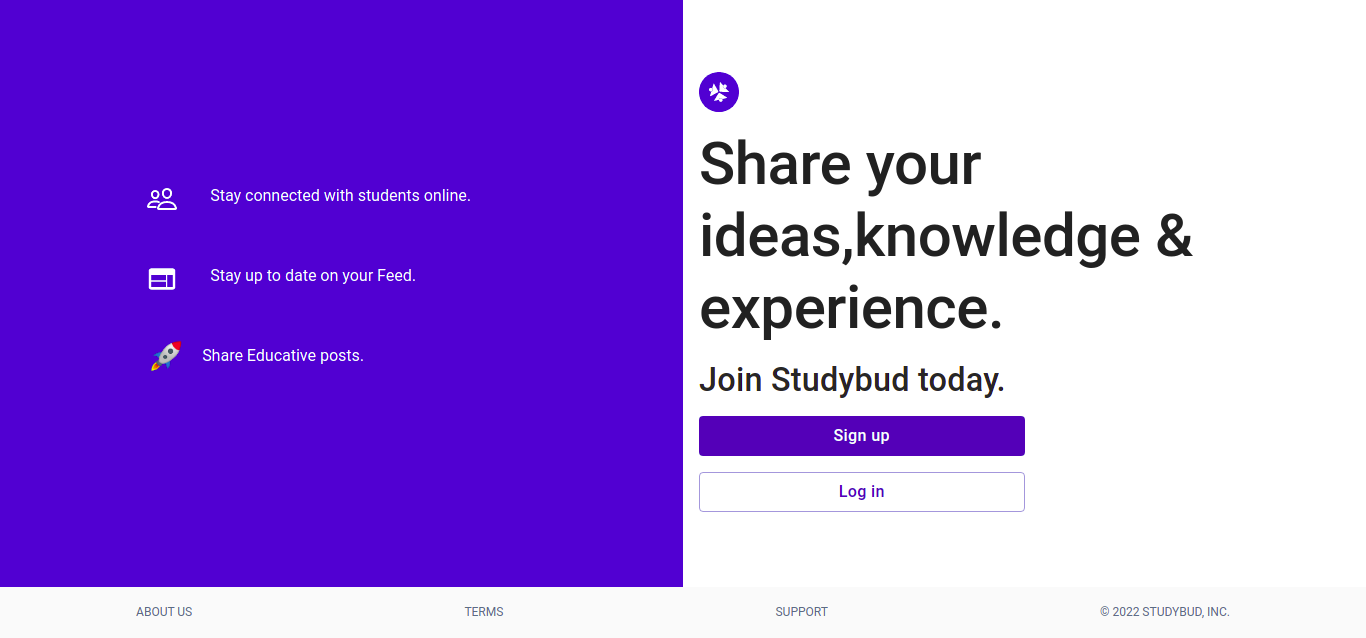 Stay connected with students online.
Stay up to date on your Feed.
Share Educative posts.
Share your
ideas,knowledge &
experience.
Join Studybud today.
Sign up
Log in
ABOUT US
TERMS
SUPPORT
© 2022 STUDYBUD, INC.